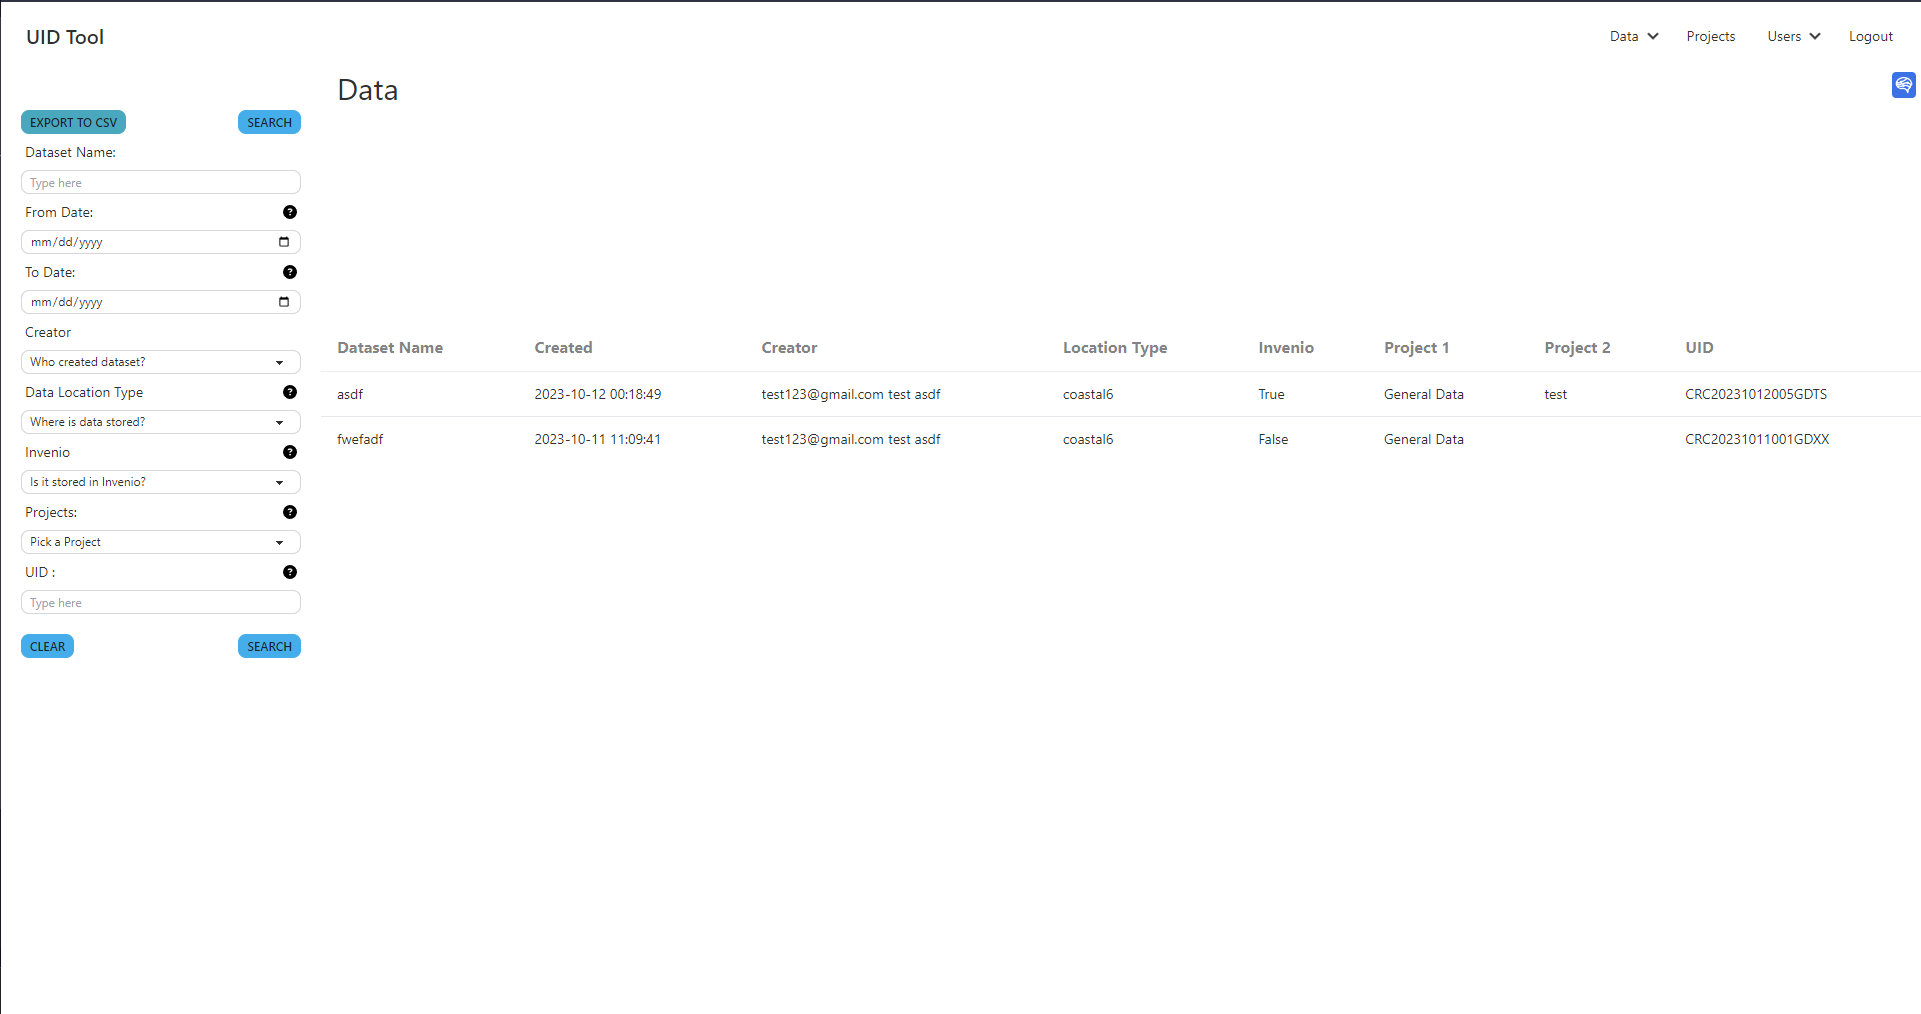 UID Tool
Data Projects Users Logout
Data
EXPORT TO CSV SEARCH
Dataset Name:
Type here
From Date: ?
mm/dd/yyyy
To Date: ?
mm/dd/yyyy
Creator
Who created dataset?
Data Location Type ?
Where is data stored?
Invenio ?
Is it stored in Invenio?
Projects: ?
Pick a Project
UID : ?
Type here
CLEAR SEARCH
Dataset Name Created Creator Location Type Invenio Project 1 Project 2 UID
asdf 2023-10-12 00:18:49 test123@gmail.com test asdf coastal6 True General Data test CRC20231012005GDTS
fwefadf 2023-10-11 11:09:41 test123@gmail.com test asdf coastal6 False General Data CRC20231011001GDXX